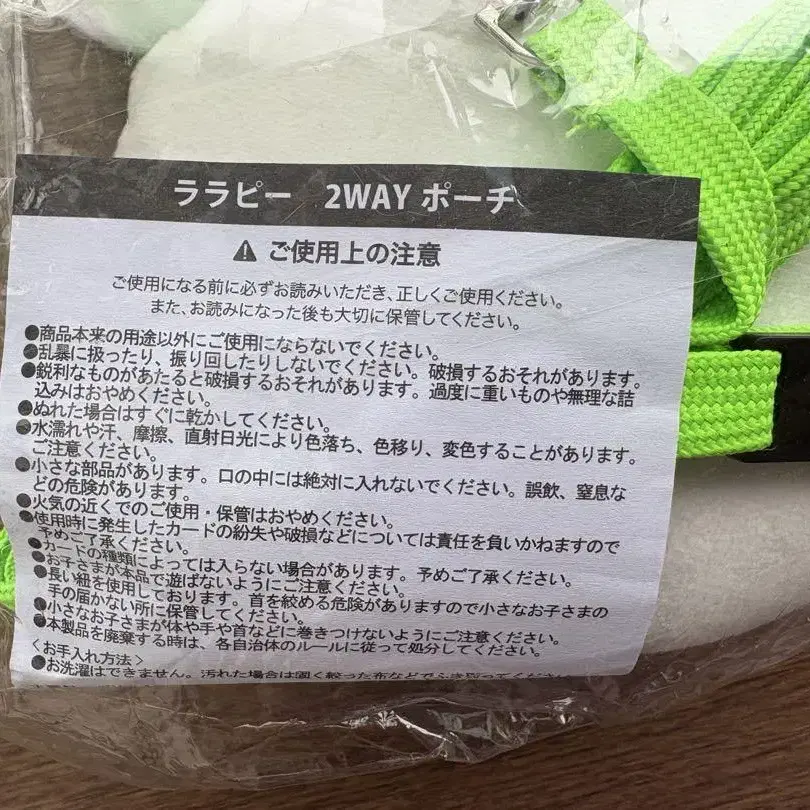 ララピー 2WAY ポーチ
⚠ ご使用上の注意
ご使用になる前に必ずお読みいただき、正しくご使用ください。
また、お読みになった後も大切に保管してください。
●商品本来の用途以外にご使用にならないでください。
●乱暴に扱ったり、振り回したりしないでください。破損するおそれがあります。
●鋭利なものがあたると破損するおそれがあります。過度に重いものや無理な詰
込みはおやめください。
●ぬれた場合はすぐに乾かしてください。
●水濡れや汗、摩擦、直射日光により色落ち、色移り、変色することがあります。
ご注意ください。
●小さな部品があります。口の中には絶対に入れないでください。誤飲、窒息な
どの危険があります。
●火気の近くでのご使用・保管はおやめください。
●使用時に発生したカードの紛失や破損などについては責任を負いかねますので
予めご了承ください。
●カードの種類によっては入らない場合があります。予めご了承ください。
●お子さまが本品で遊ばないようにご注意ください。
●長い紐を使用しております。首を絞める危険がありますので小さなお子さまの
手の届かない所に保管してください。
●小さなお子さまが体や手や首などに巻きつけないようにご注意ください。
●本製品を廃棄する時は、各自治体のルールに従って処分してください。
＜お手入れ方法＞
●お洗濯はできません。汚れた場合は固く絞った布などでふき取ってください。